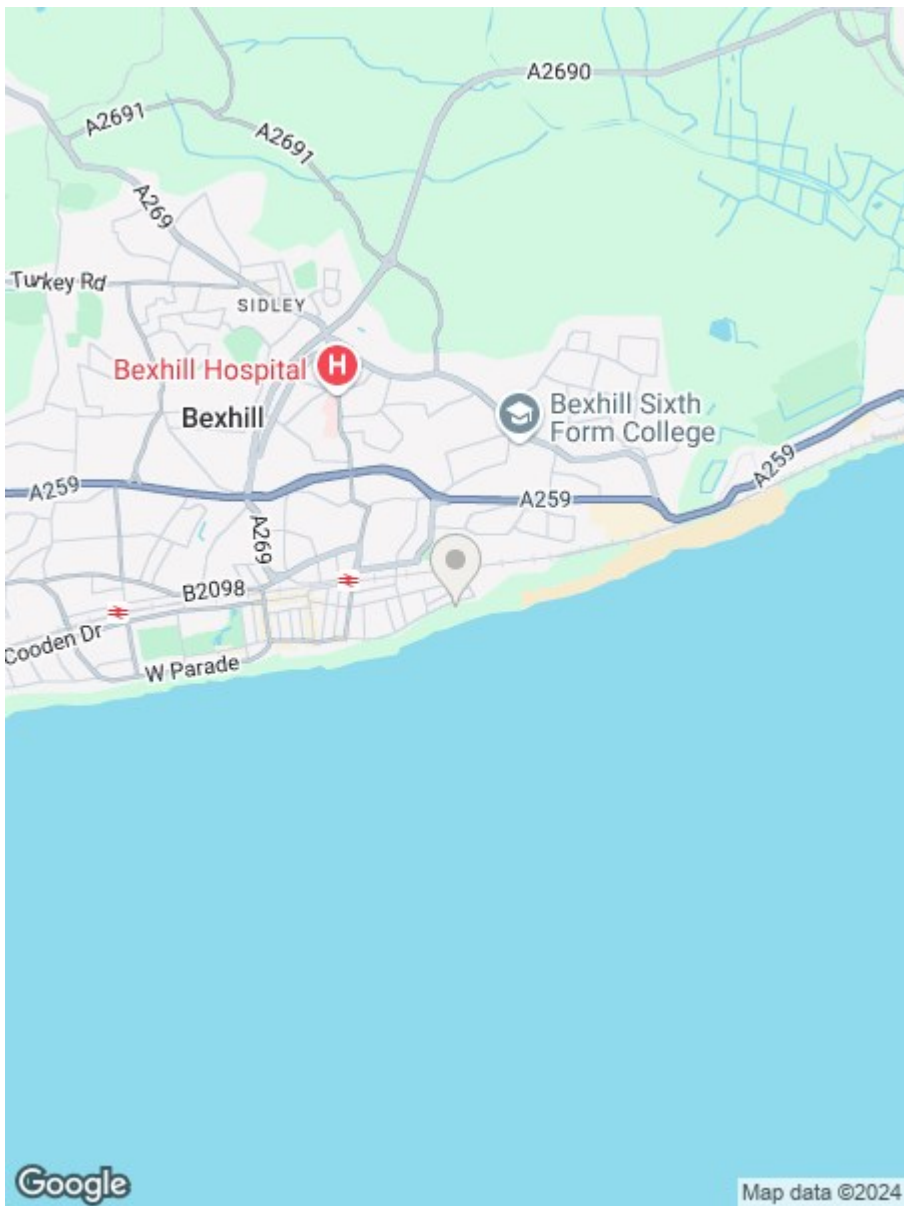 A2690
A2691
A2691
A269
Turkey Rd
SIDLEY
Bexhill Hospital
H
Bexhill
Bexhill Sixth
Form College
A259
A259
A259
A269
B2098
Cooden Dr
W Parade
Google
Map data ©2024